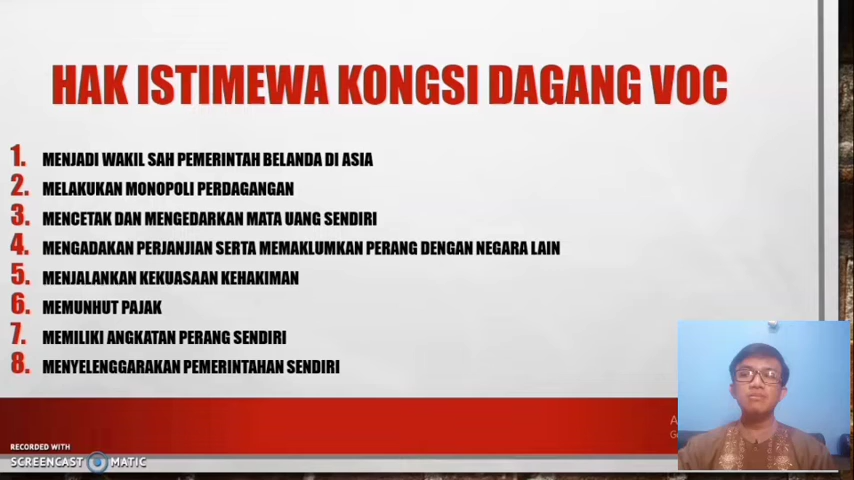 HAK ISTIMEWA KONGSI DAGANG VOC
1. MENJADI WAKIL SAH PEMERINTAH BELANDA DI ASIA
2. MELAKUKAN MONOPOLI PERDAGANGAN
3. MENCETAK DAN MENGEDARKAN MATA UANG SENDIRI
4. MENGADAKAN PERJANJIAN SERTA MEMAKLUMKAN PERANG DENGAN NEGARA LAIN
5. MENJALANKAN KEKUASAAN KEHAKIMAN
6. MEMUNHUT PAJAK
7. MEMILIKI ANGKATAN PERANG SENDIRI
8. MENYELENGGARAKAN PEMERINTAHAN SENDIRI
RECORDED WITH
SCREENCAST MATIC